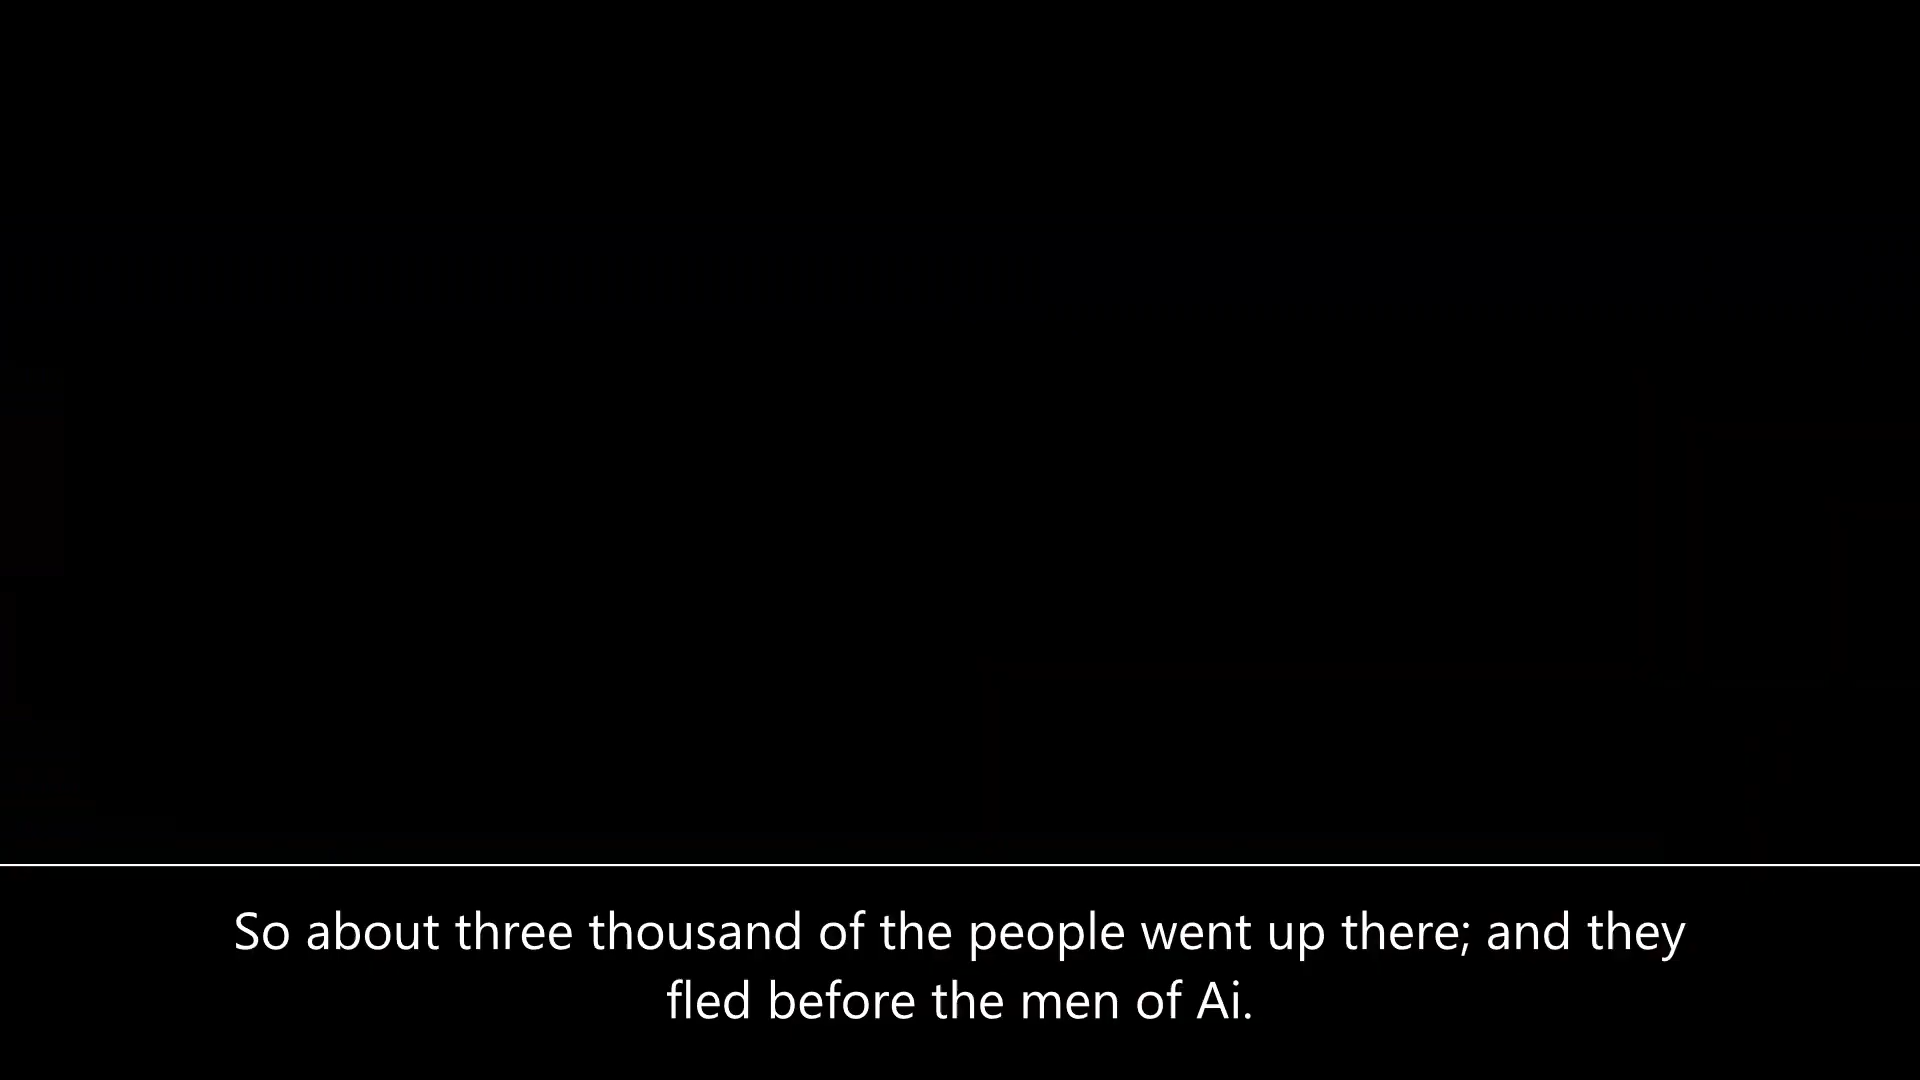 So about three thousand of the people went up there; and they
fled before the men of Ai.